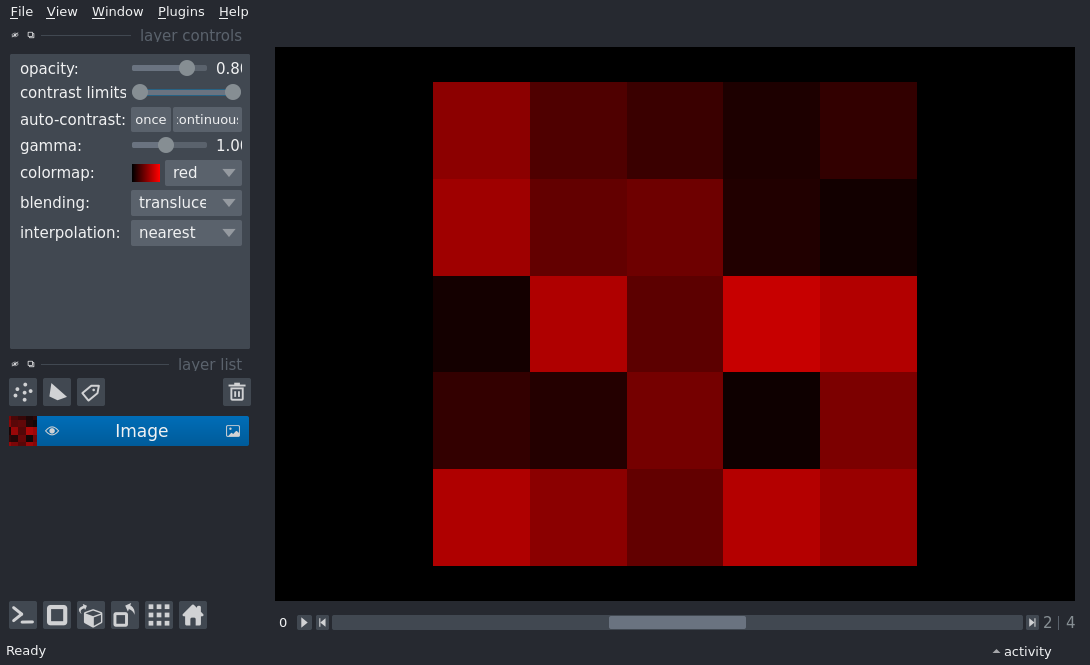 File View Window Plugins Help
layer controls
opacity: 0.80
contrast limits
auto-contrast: once ontinuous
gamma: 1.00
colormap: red
blending: transluce
interpolation: nearest
layer list
Image
0 2 | 4
Ready activity